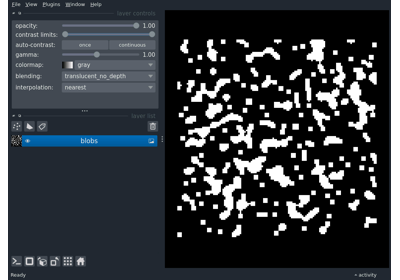 File View Plugins Window Help
layer controls
opacity: 1.00
contrast limits:
auto-contrast: once continuous
gamma: 1.00
colormap: gray
blending: translucent_no_depth
interpolation: nearest
layer list
blobs
Ready
activity